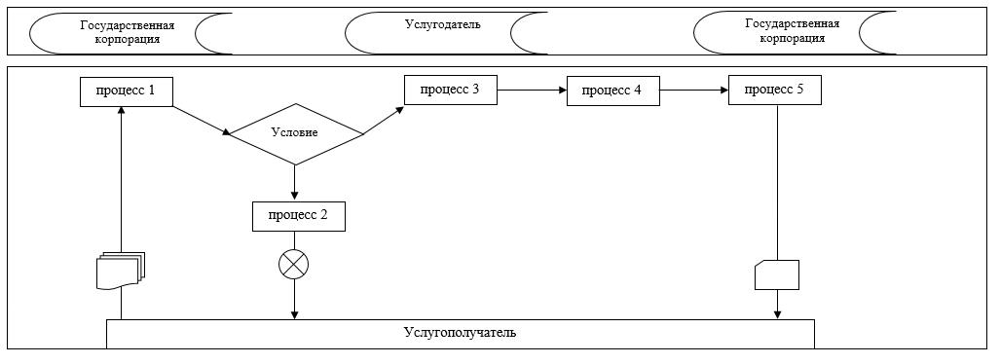 Государственная
корпорация
Услугодатель
Государственная
корпорация
процесс 1
процесс 3
процесс 4
процесс 5
Условие
процесс 2
Услугополучатель